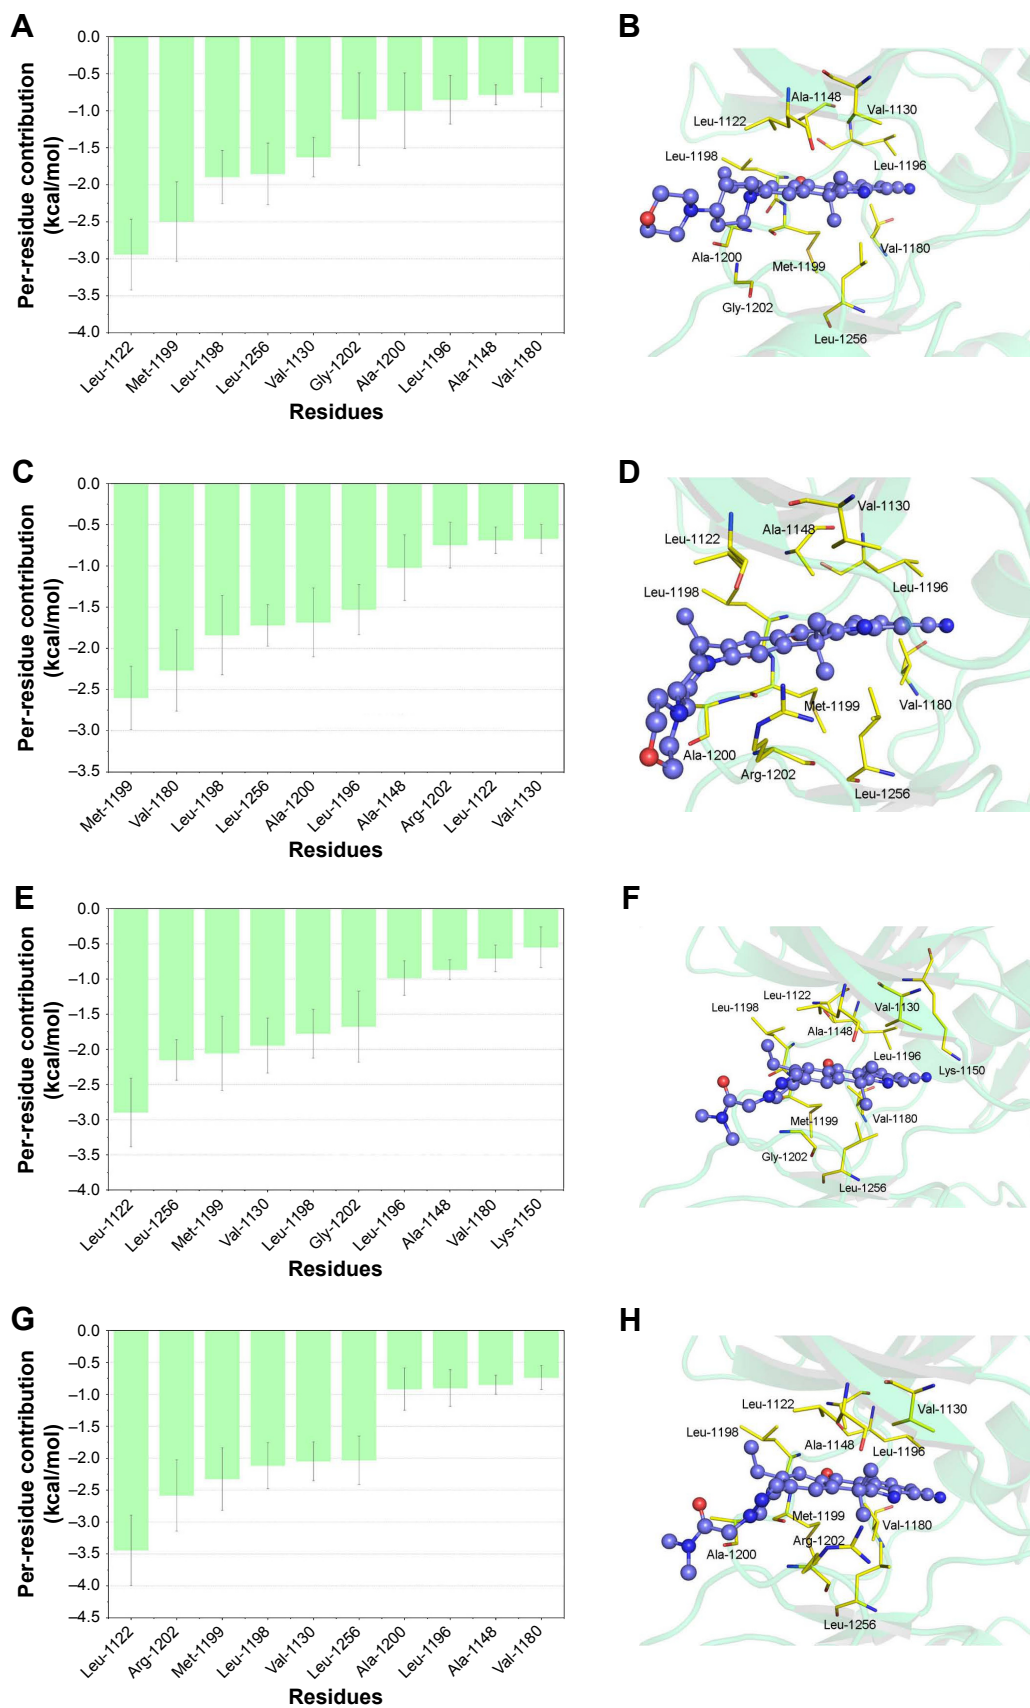 A
Per-residue contribution
(kcal/mol)
0.0
–0.5
–1.0
–1.5
–2.0
–2.5
–3.0
–3.5
–4.0
Leu-1122
Met-1199
Leu-1198
Leu-1256
Val-1130
Gly-1202
Ala-1200
Leu-1196
Ala-1148
Val-1180
Residues
B
Ala-1148
Val-1130
Leu-1122
Leu-1198
Leu-1196
Val-1180
Ala-1200
Met-1199
Gly-1202
Leu-1256
C
Per-residue contribution
(kcal/mol)
0.0
–0.5
–1.0
–1.5
–2.0
–2.5
–3.0
–3.5
Met-1199
Val-1180
Leu-1198
Leu-1256
Ala-1200
Leu-1196
Ala-1148
Arg-1202
Leu-1122
Val-1130
Residues
D
Val-1130
Ala-1148
Leu-1122
Leu-1196
Leu-1198
Met-1199
Val-1180
Ala-1200
Arg-1202
Leu-1256
E
Per-residue contribution
(kcal/mol)
0.0
–0.5
–1.0
–1.5
–2.0
–2.5
–3.0
–3.5
–4.0
Leu-1122
Leu-1256
Met-1199
Val-1130
Leu-1198
Gly-1202
Leu-1196
Ala-1148
Val-1180
Lys-1150
Residues
F
Leu-1122
Leu-1198
Val-1130
Ala-1148
Leu-1196
Lys-1150
Met-1199
Val-1180
Gly-1202
Leu-1256
G
Per-residue contribution
(kcal/mol)
0.0
–0.5
–1.0
–1.5
–2.0
–2.5
–3.0
–3.5
–4.0
–4.5
Leu-1122
Arg-1202
Met-1199
Leu-1198
Val-1130
Leu-1256
Ala-1200
Leu-1196
Ala-1148
Val-1180
Residues
H
Leu-1122
Val-1130
Leu-1198
Ala-1148
Leu-1196
Met-1199
Val-1180
Arg-1202
Ala-1200
Leu-1256